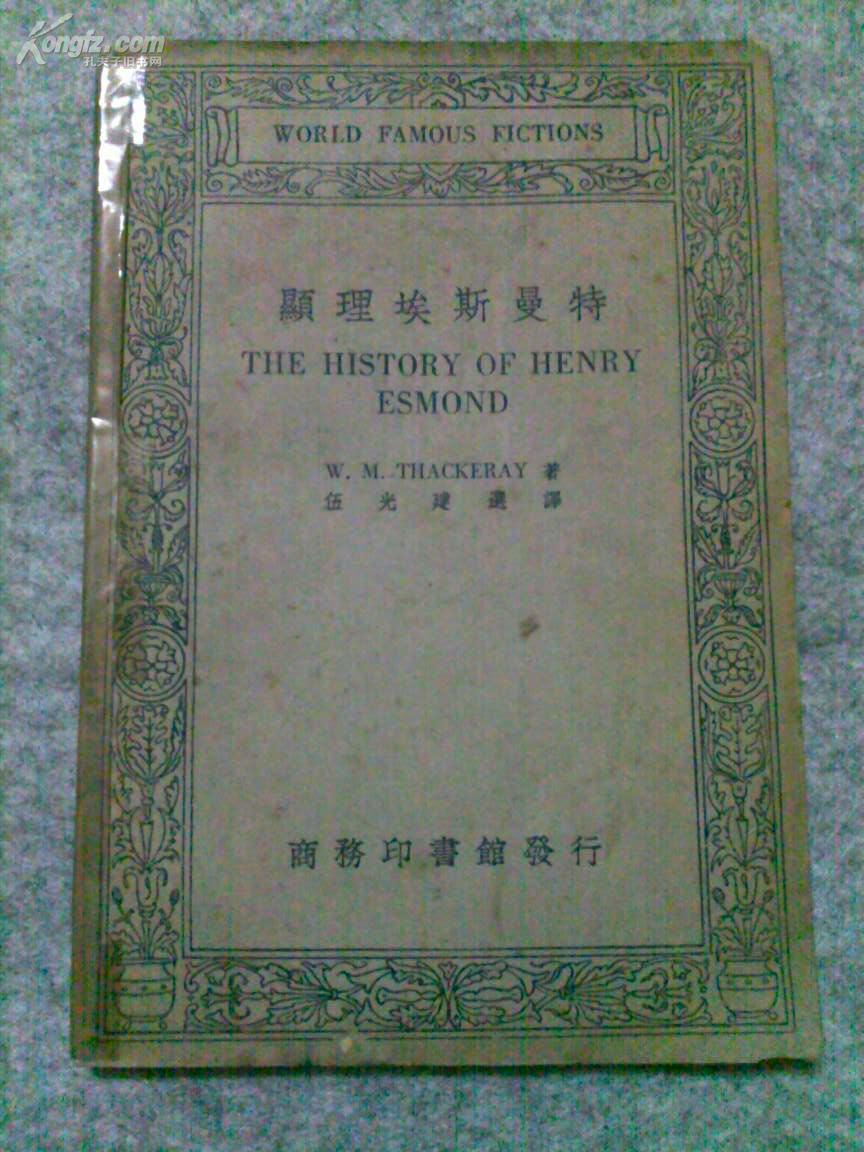 Kongfz.com
孔夫子旧书网
WORLD FAMOUS FICTIONS
顯理埃斯曼特
THE HISTORY OF HENRY
ESMOND
W. M. THACKERAY 著
伍光建選譯
商務印書館發行